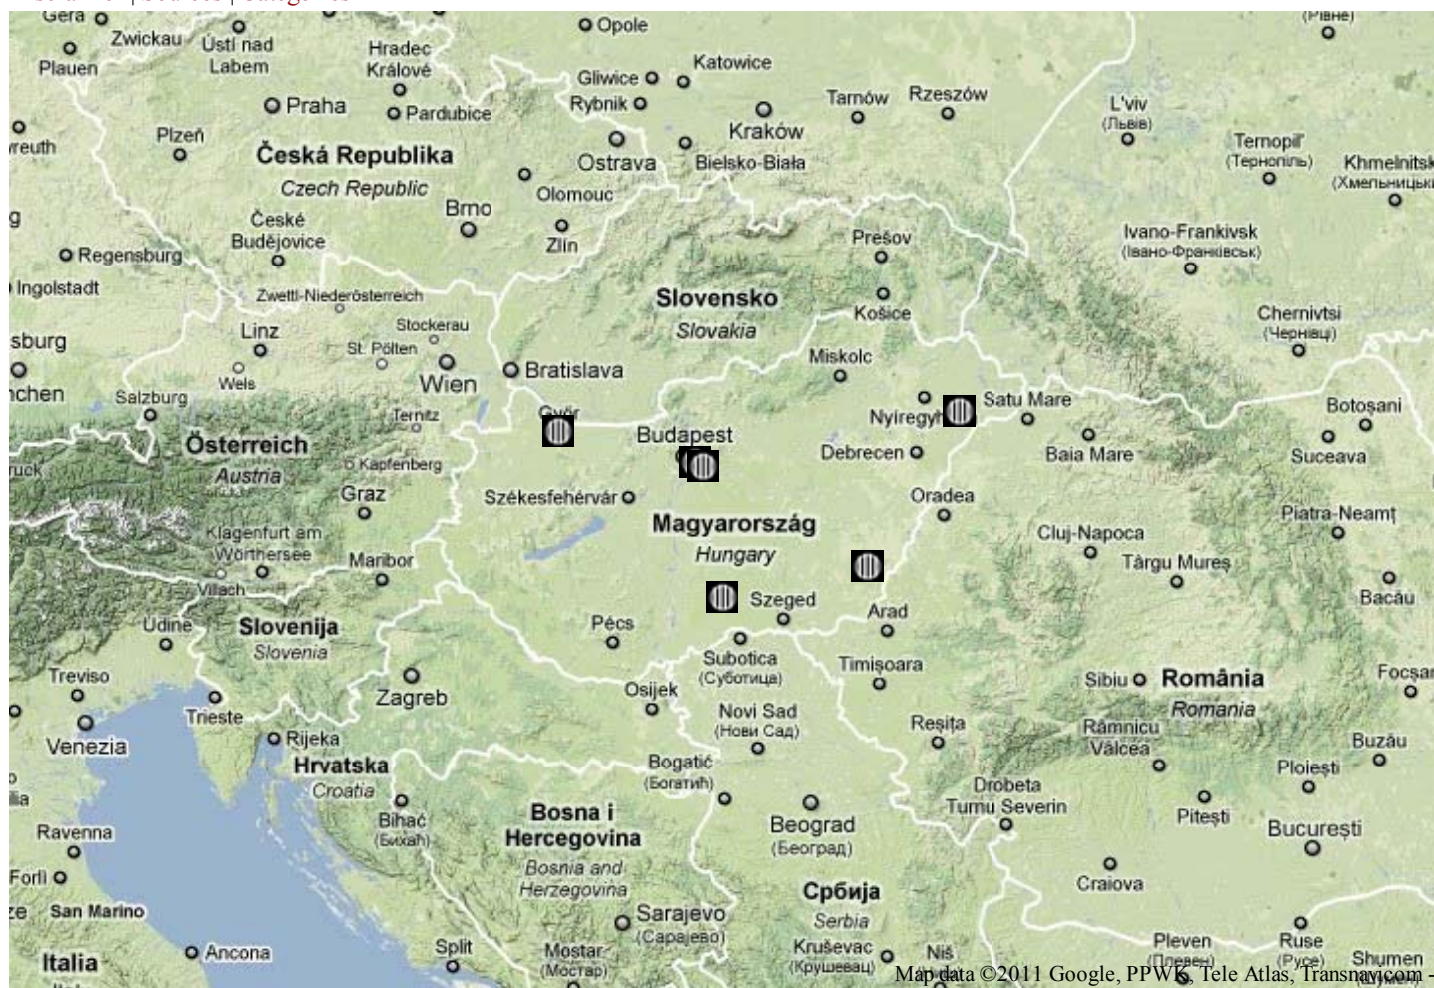 | Sources | Categories
Gera
Zwickau
Ústí nad
Labem
Hradec
Králové
Opole
(Рівне)
Plauen
Praha
Pardubice
Gliwice
Katowice
Rybnik
Kraków
Tarnów
Rzeszów
L'viv
(Львів)
Plzeň
Česká Republika
Czech Republic
Ostrava
Bielsko-Biała
Ternopil'
(Тернопіль)
Olomouc
Brno
České
Budějovice
Zlín
Regensburg
Ingolstadt
Prešov
Ivano-Frankivsk
(Івано-Франківськ)
Zwettl-Niederösterreich
Slovensko
Slovakia
Košice
Chernivtsi
(Чернівці)
Linz
Stockerau
St. Pölten
Wien
Bratislava
Miskolc
Wels
Salzburg
Ternitz
Győr
Satu Mare
Botoșani
Österreich
Austria
Budapest
Debrecen
Baia Mare
Suceava
Kapfenberg
Graz
Székesfehérvár
Oradea
Magyarország
Hungary
Cluj-Napoca
Piatra-Neamț
Klagenfurt am
Wörthersee
Maribor
Târgu Mureș
Villach
Bacău
Szeged
Arad
Udine
Slovenija
Slovenia
Pécs
Subotica
(Суботица)
Timișoara
Treviso
Zagreb
Osijek
Sibiu
România
Romania
Trieste
Novi Sad
(Нови Сад)
Reșița
Râmnicu
Vâlcea
Venezia
Rijeka
Buzău
Hrvatska
Croatia
Bogatić
(Богатић)
Ploiești
Drobeta
Turnu Severin
Bihać
(Бихаћ)
Bosna i
Hercegovina
Bosnia and
Herzegovina
Beograd
(Београд)
Pitești
București
Ravenna
Forlì
Craiova
San Marino
Србија
Serbia
Sarajevo
(Сарајево)
Ancona
Split
Mostar
(Мостар)
Kruševac
(Крушевац)
Niš
Pleven
(Плевен)
Ruse
(Русе)
Shumen
Italia
Map data ©2011 Google, PPWK, Tele Atlas, Transnavicom -